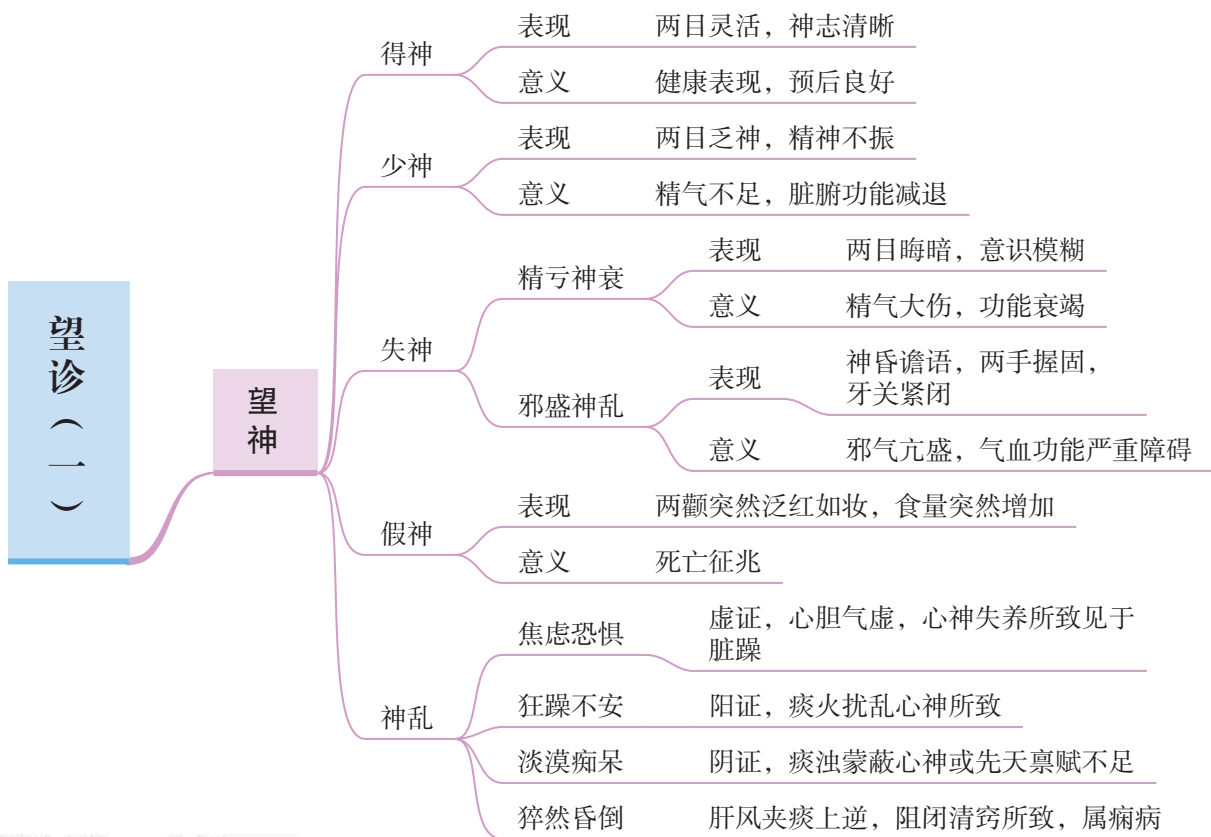 望诊（一）
望
神
得神
表现 两目灵活，神志清晰
意义 健康表现，预后良好
少神
表现 两目乏神，精神不振
意义 精气不足，脏腑功能减退
失神
精亏神衰
表现 两目晦暗，意识模糊
意义 精气大伤，功能衰竭
邪盛神乱
表现 神昏谵语，两手握固，
牙关紧闭
意义 邪气亢盛，气血功能严重障碍
假神
表现 两颧突然泛红如妆，食量突然增加
意义 死亡征兆
神乱
焦虑恐惧 虚证，心胆气虚，心神失养所致见于
脏躁
狂躁不安 阳证，痰火扰乱心神所致
淡漠痴呆 阴证，痰浊蒙蔽心神或先天禀赋不足
猝然昏倒 肝风夹痰上逆，阻闭清窍所致，属痫病